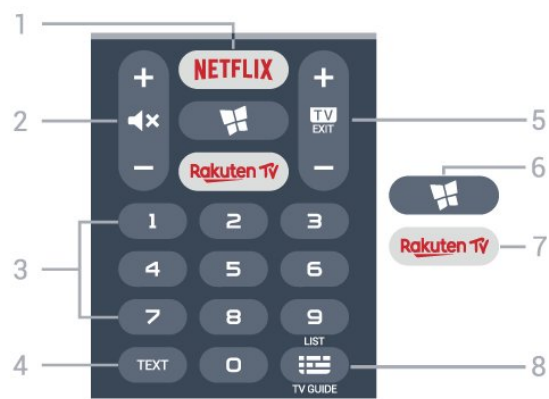 1
NETFLIX
+ +
2 TV 5
EXIT
6
- Rakuten TV -
1 2 3
Rakuten TV 7
3 4 5 6
7 8 9
LIST
4 TEXT 0 8
TV GUIDE